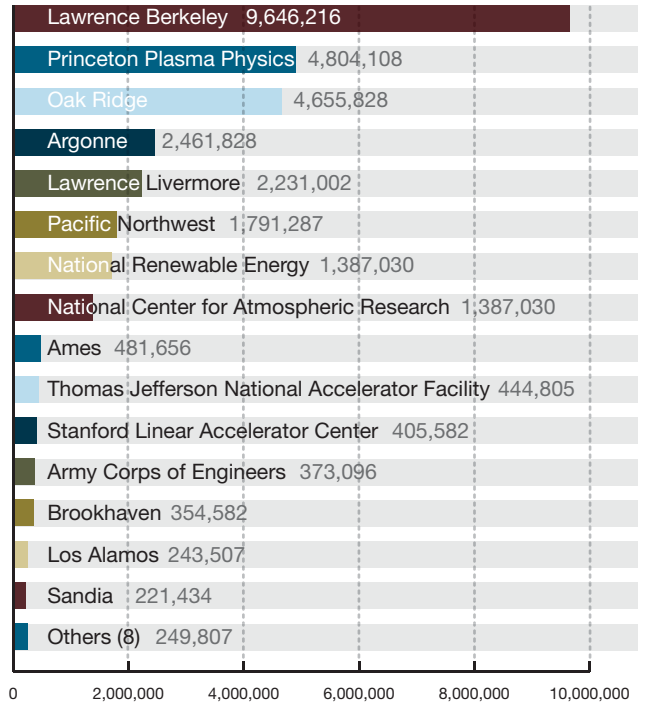 Lawrence Berkeley 9,646,216
Princeton Plasma Physics 4,804,108
Oak Ridge 4,655,828
Argonne 2,461,828
Lawrence Livermore 2,231,002
Pacific Northwest 1,791,287
National Renewable Energy 1,387,030
National Center for Atmospheric Research 1,387,030
Ames 481,656
Thomas Jefferson National Accelerator Facility 444,805
Stanford Linear Accelerator Center 405,582
Army Corps of Engineers 373,096
Brookhaven 354,582
Los Alamos 243,507
Sandia 221,434
Others (8) 249,807
0 2,000,000 4,000,000 6,000,000 8,000,000 10,000,000